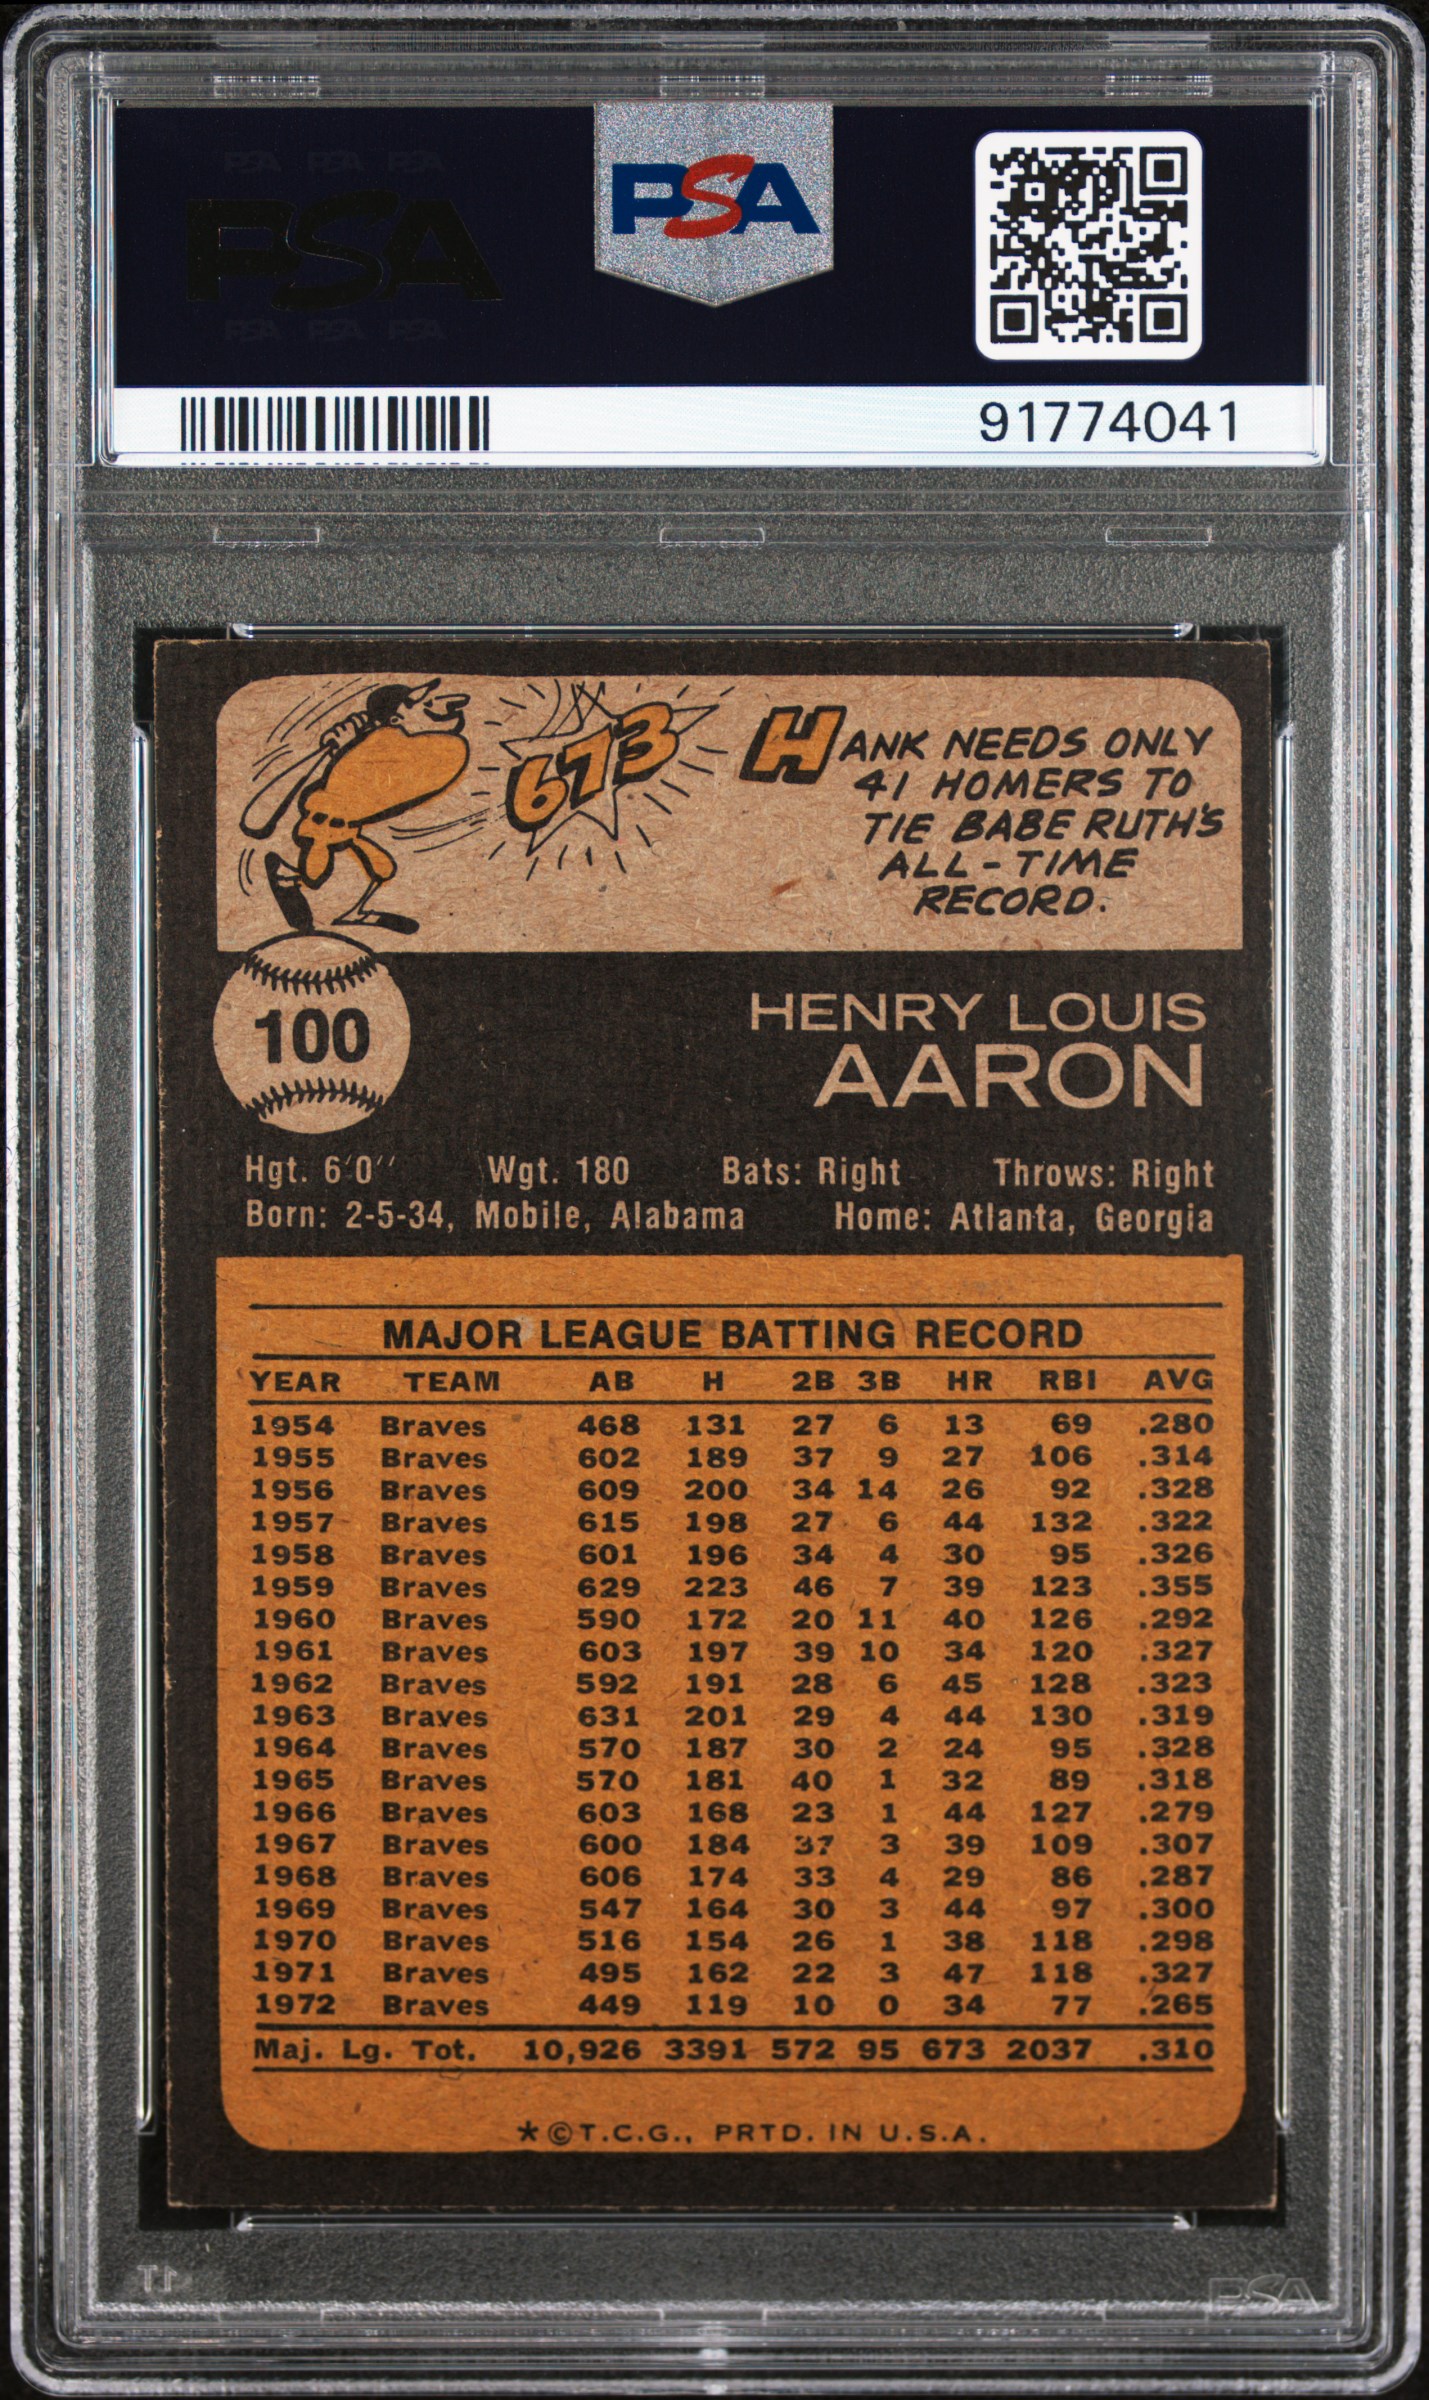 PSA PSA PSA
PSA
PSA PSA PSA
PSA
91774041
673
HANK NEEDS ONLY
41 HOMERS TO
TIE BABE RUTH'S
ALL-TIME
RECORD.
100
HENRY LOUIS
AARON
Hgt. 6'0'' Wgt. 180 Bats: Right Throws: Right
Born: 2-5-34, Mobile, Alabama Home: Atlanta, Georgia
MAJOR LEAGUE BATTING RECORD
YEAR TEAM AB H 2B 3B HR RBI AVG
1954 Braves 468 131 27 6 13 69 .280
1955 Braves 602 189 37 9 27 106 .314
1956 Braves 609 200 34 14 26 92 .328
1957 Braves 615 198 27 6 44 132 .322
1958 Braves 601 196 34 4 30 95 .326
1959 Braves 629 223 46 7 39 123 .355
1960 Braves 590 172 20 11 40 126 .292
1961 Braves 603 197 39 10 34 120 .327
1962 Braves 592 191 28 6 45 128 .323
1963 Braves 631 201 29 4 44 130 .319
1964 Braves 570 187 30 2 24 95 .328
1965 Braves 570 181 40 1 32 89 .318
1966 Braves 603 168 23 1 44 127 .279
1967 Braves 600 184 37 3 39 109 .307
1968 Braves 606 174 33 4 29 86 .287
1969 Braves 547 164 30 3 44 97 .300
1970 Braves 516 154 26 1 38 118 .298
1971 Braves 495 162 22 3 47 118 .327
1972 Braves 449 119 10 0 34 77 .265
Maj. Lg. Tot. 10,926 3391 572 95 673 2037 .310
*©T.C.G., PRTD. IN U.S.A.
PSA